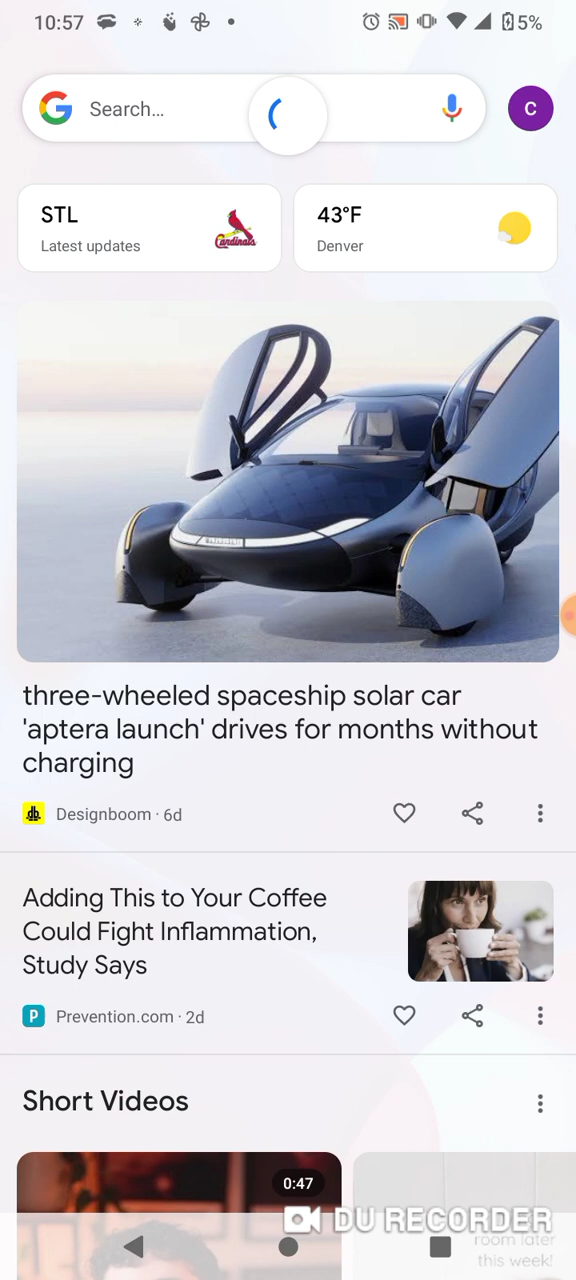 10:57
5%
Search...
C
STL
Latest updates
Cardinals
43°F
Denver
three-wheeled spaceship solar car
'aptera launch' drives for months without
charging
Designboom · 6d
Adding This to Your Coffee
Could Fight Inflammation,
Study Says
P Prevention.com · 2d
Short Videos
0:47
DU RECORDER
room later
this week!